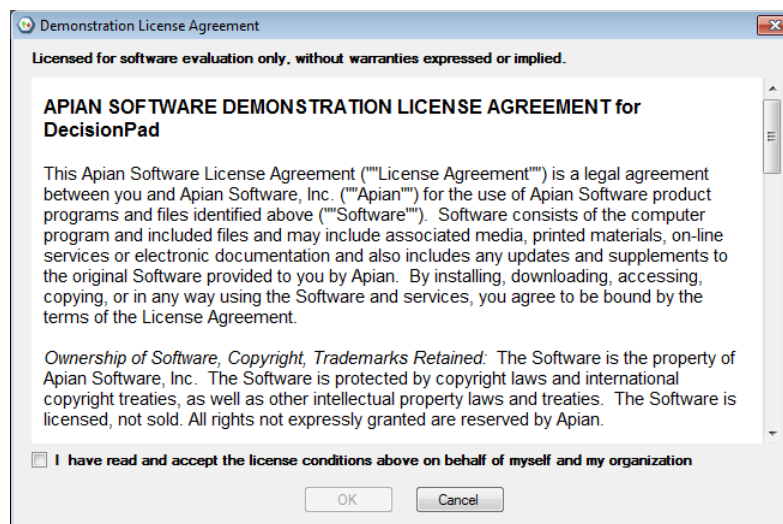 Demonstration License Agreement
Licensed for software evaluation only, without warranties expressed or implied.
APIAN SOFTWARE DEMONSTRATION LICENSE AGREEMENT for
DecisionPad
This Apian Software License Agreement (""License Agreement"") is a legal agreement
between you and Apian Software, Inc. (""Apian"") for the use of Apian Software product
programs and files identified above (""Software"").  Software consists of the computer
program and included files and may include associated media, printed materials, on-line
services or electronic documentation and also includes any updates and supplements to
the original Software provided to you by Apian.  By installing, downloading, accessing,
copying, or in any way using the Software and services, you agree to be bound by the
terms of the License Agreement.
Ownership of Software, Copyright, Trademarks Retained:  The Software is the property of
Apian Software, Inc.  The Software is protected by copyright laws and international
copyright treaties, as well as other intellectual property laws and treaties.  The Software is
licensed, not sold. All rights not expressly granted are reserved by Apian.
I have read and accept the license conditions above on behalf of myself and my organization
OK
Cancel